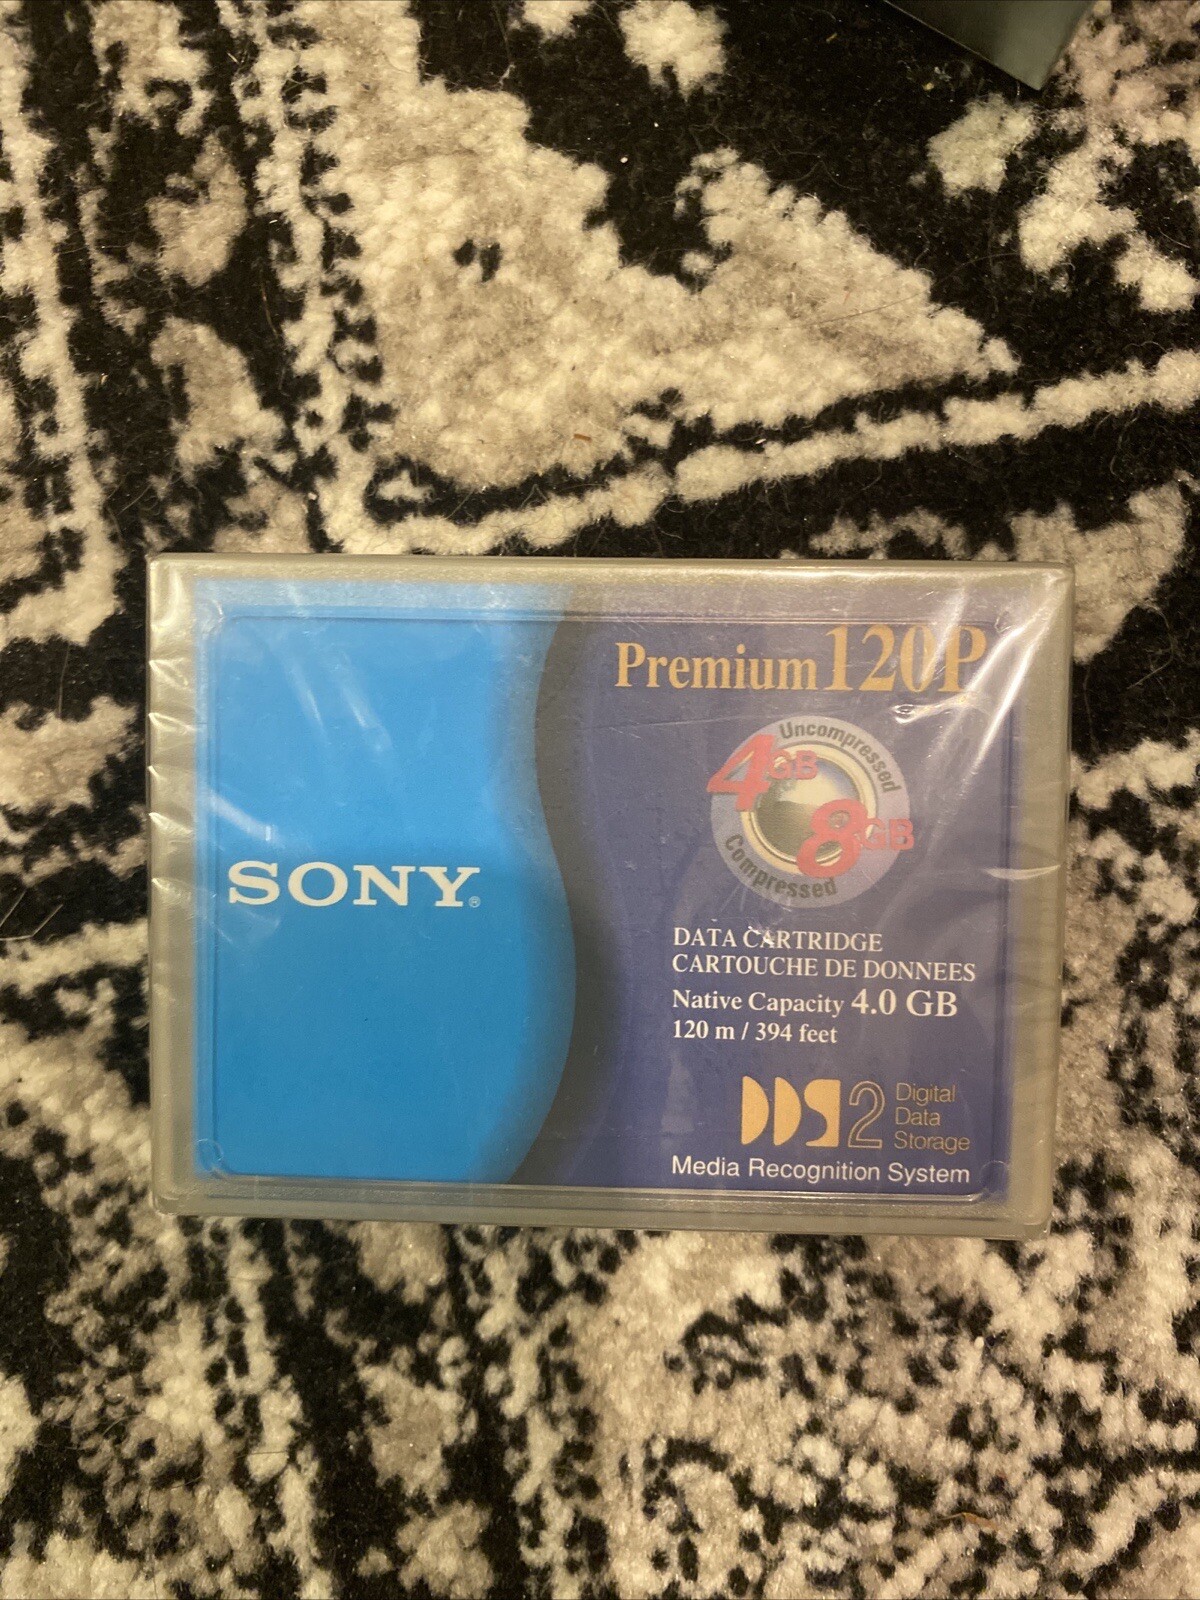 Premium 120P
Uncompressed
4GB
8GB
Compressed
SONY®
DATA CARTRIDGE
CARTOUCHE DE DONNEES
Native Capacity 4.0 GB
120 m / 394 feet
DDS2 Digital
Data
Storage
Media Recognition System